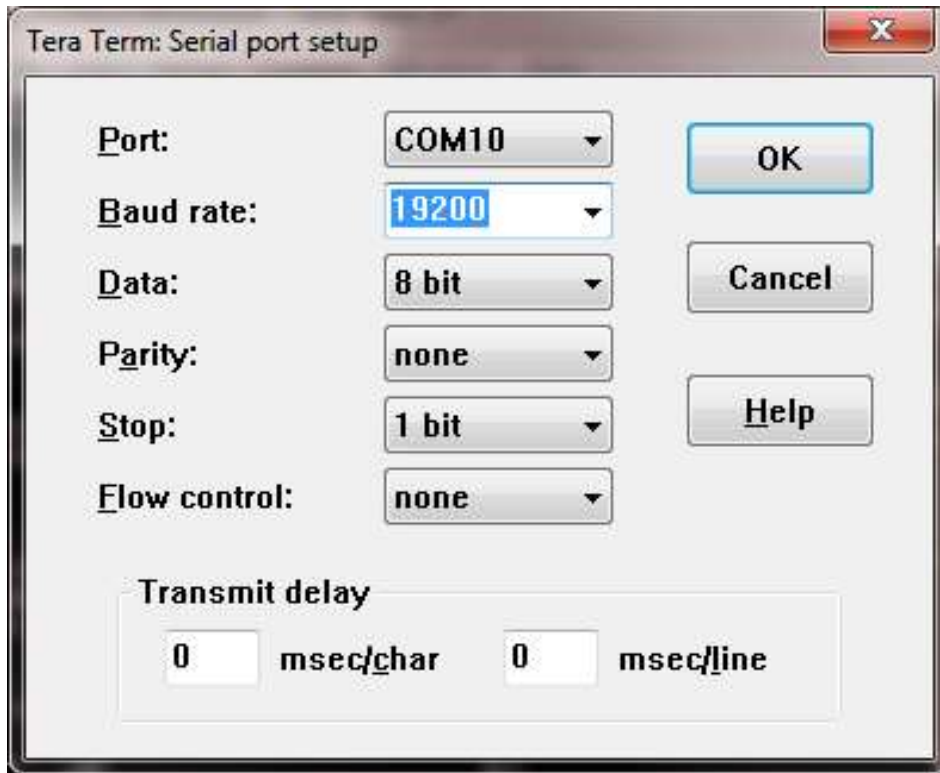 Tera Term: Serial port setup
Port: COM10 OK
Baud rate: 19200
Data: 8 bit Cancel
Parity: none
Stop: 1 bit Help
Flow control: none
Transmit delay
0 msec/char 0 msec/line